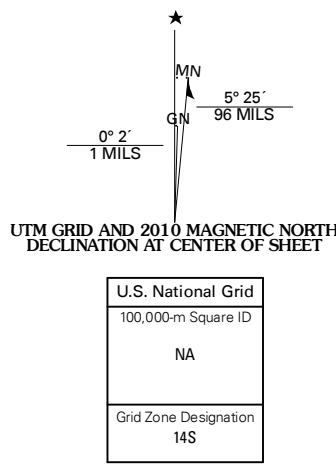 MN
GN
5° 25´
96 MILS
0° 2´
1 MILS
UTM GRID AND 2010 MAGNETIC NORTH
DECLINATION AT CENTER OF SHEET
U.S. National Grid
100,000-m Square ID
NA
Grid Zone Designation
14S